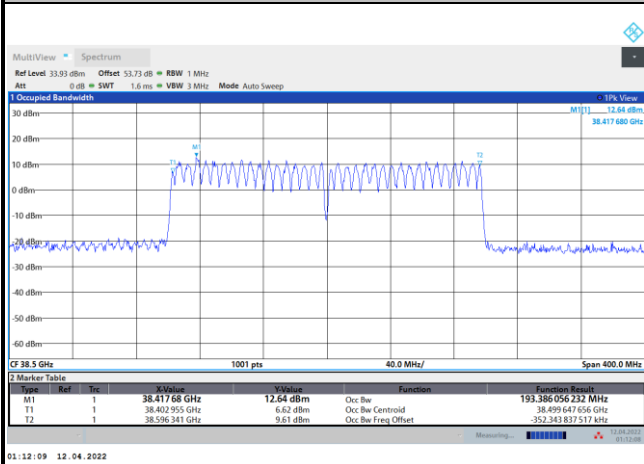 MultiView Spectrum
Ref Level 33.93 dBm Offset 53.73 dB RBW 1 MHz
Att 0 dB SWT 1.6 ms VBW 3 MHz Mode Auto Sweep
1 Occupied Bandwidth 1Pk View
M1[1] 12.64 dBm
38.417 680 GHz
30 dBm
20 dBm
M1
T1
T2
10 dBm
0 dBm
-10 dBm
-20 dBm
-30 dBm
-40 dBm
-50 dBm
-60 dBm
CF 38.5 GHz 1001 pts 40.0 MHz/ Span 400.0 MHz
2 Marker Table
Type Ref Trc X-Value Y-Value Function Function Result
M1 1 38.417 68 GHz 12.64 dBm Occ Bw 193.386 056 232 MHz
T1 1 38.402 955 GHz 6.62 dBm Occ Bw Centroid 38.499 647 656 GHz
T2 1 38.596 341 GHz 9.61 dBm Occ Bw Freq Offset -352.343 837 517 kHz
Measuring... 12.04.2022
01:12:08
01:12:09 12.04.2022